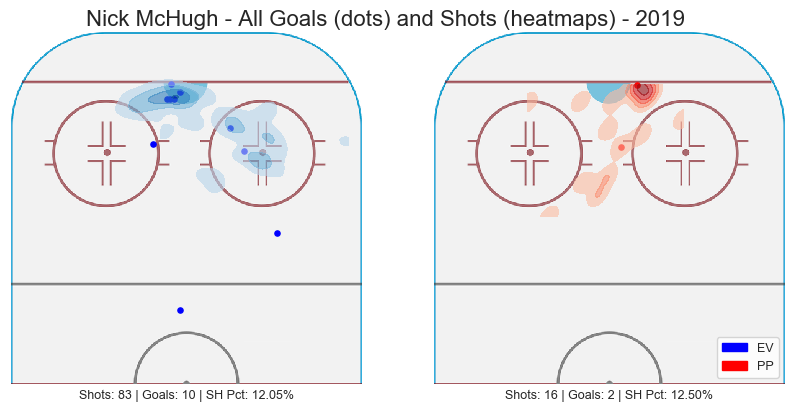 Nick McHugh - All Goals (dots) and Shots (heatmaps) - 2019
EV
PP
Shots: 83 | Goals: 10 | SH Pct: 12.05%
Shots: 16 | Goals: 2 | SH Pct: 12.50%